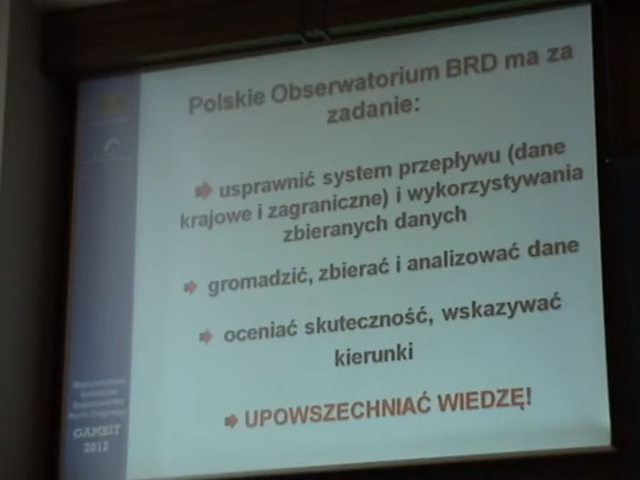 Polskie Obserwatorium BRD ma za
zadanie:
usprawnić system przepływu (dane
krajowe i zagraniczne) i wykorzystywania
zbieranych danych
gromadzić, zbierać i analizować dane
oceniać skuteczność, wskazywać
kierunki
UPOWSZECHNIAĆ WIEDZĘ!
GAMBIT
2012